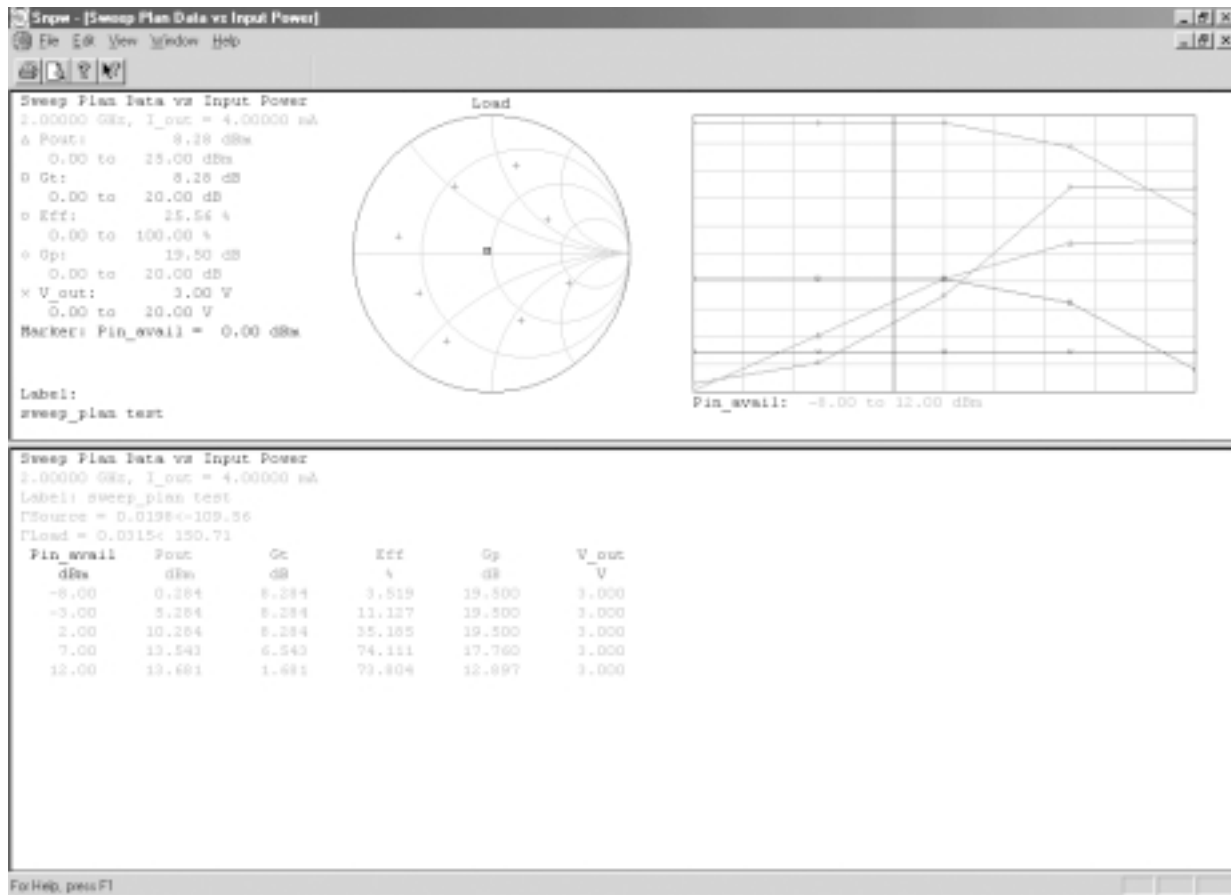 Snpw - [Sweep Plan Data vs Input Power]
File Edit View Window Help
Sweep Plan Data vs Input Power
2.00000 GHz, I_out = 4.00000 mA
Δ Pout: 8.28 dBm
0.00 to 25.00 dBm
□ Gt: 8.28 dB
0.00 to 20.00 dB
○ Eff: 25.56 %
0.00 to 100.00 %
◇ Gp: 19.50 dB
0.00 to 20.00 dB
× V_out: 3.00 V
0.00 to 20.00 V
Marker: Pin_avail = 0.00 dBm
Label:
sweep_plan test
Load
Pin_avail: -8.00 to 12.00 dBm
Sweep Plan Data vs Input Power
2.00000 GHz, I_out = 4.00000 mA
Label: sweep_plan test
ΓSource = 0.0198<-109.56
ΓLoad = 0.0315< 150.71
Pin_avail Pout Gt Eff Gp V_out
dBm dBm dB % dB V
-8.00 0.284 8.284 3.519 19.500 3.000
-3.00 5.284 8.284 11.127 19.500 3.000
2.00 10.284 8.284 35.185 19.500 3.000
7.00 13.543 6.543 74.111 17.760 3.000
12.00 13.681 1.681 73.804 12.897 3.000
For Help, press F1